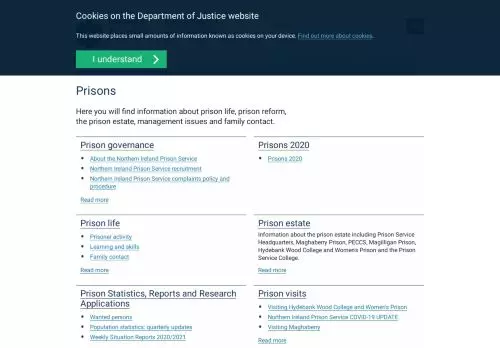 Cookies on the Department of Justice website
This website places small amounts of information known as cookies on your device. Find out more about cookies.
I understand
Prisons
Here you will find information about prison life, prison reform,
the prison estate, management issues and family contact.
Prison governance
About the Northern Ireland Prison Service
Northern Ireland Prison Service recruitment
Northern Ireland Prison Service complaints policy and
procedure
Read more
Prisons 2020
Prisons 2020
Prison life
Prisoner activity
Learning and skills
Family contact
Read more
Prison estate
Information about the prison estate including Prison Service
Headquarters, Maghaberry Prison, PECCS, Magilligan Prison,
Hydebank Wood College and Womens Prison and the Prison
Service College.
Read more
Prison Statistics, Reports and Research
Applications
Wanted persons
Population statistics: quarterly updates
Weekly Situation Reports 2020/2021
Prison visits
Visiting Hydebank Wood College and Women's Prison
Northern Ireland Prison Service COVID-19 UPDATE
Visiting Maghaberry
Read more